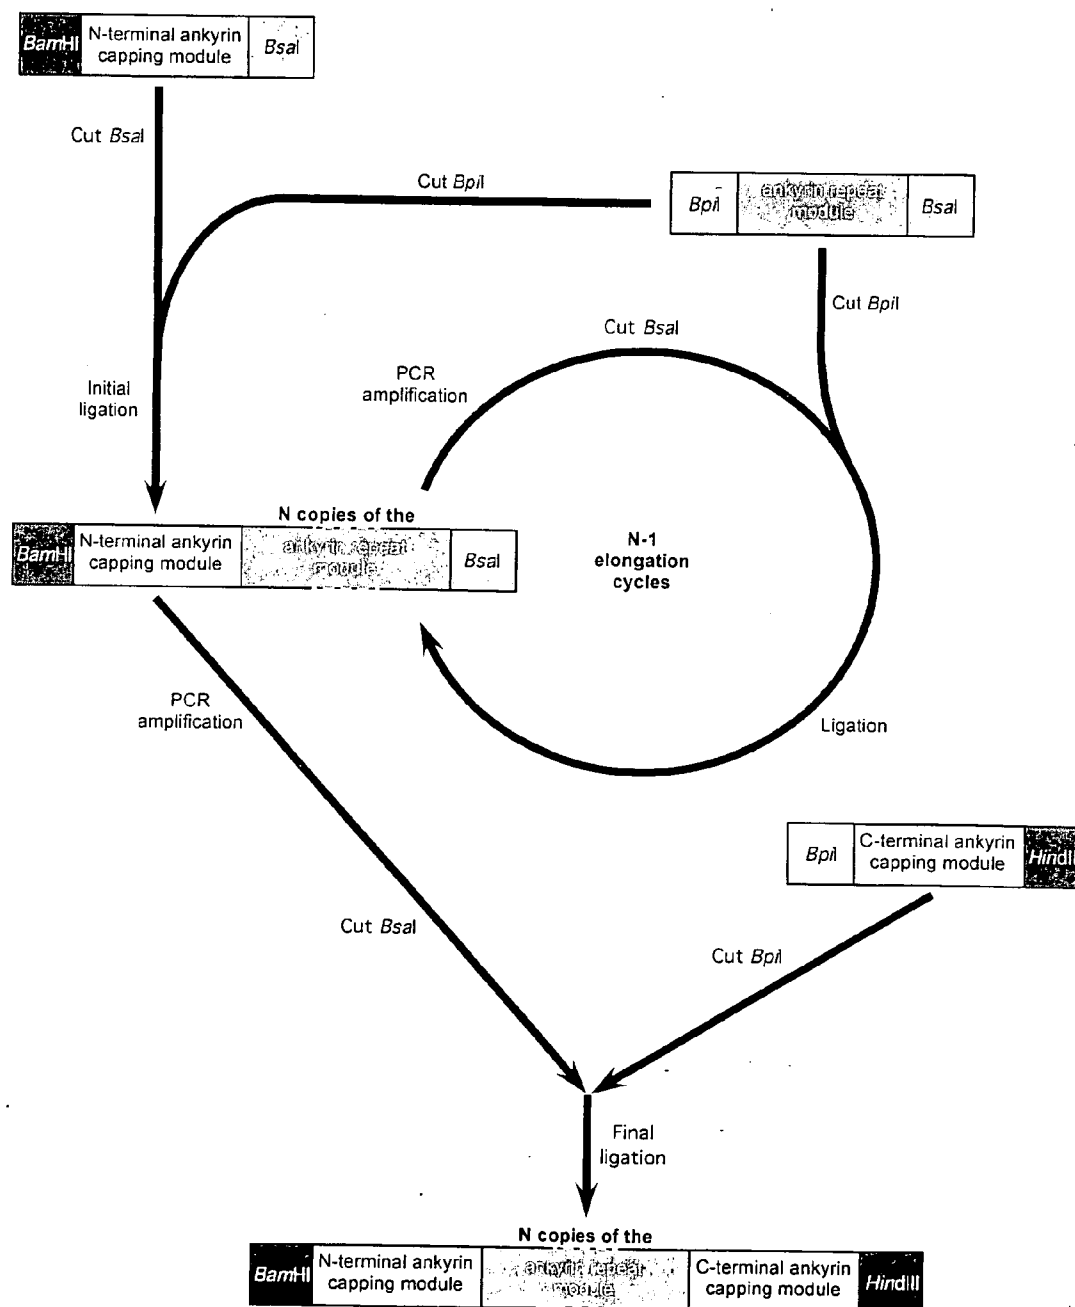 BamHI
N-terminal ankyrin
capping module
BsaI
Cut BsaI
Cut BpiI
BpiI
ankyrin repeat
module
BsaI
Cut BpiI
Cut BsaI
PCR
amplification
Initial
ligation
N copies of the
BamHI
N-terminal ankyrin
capping module
ankyrin repeat
module
BsaI
N-1
elongation
cycles
PCR
amplification
Ligation
BpiI
C-terminal ankyrin
capping module
HindII
Cut BsaI
Cut BpiI
Final
ligation
N copies of the
BamHI
N-terminal ankyrin
capping module
ankyrin repeat
module
C-terminal ankyrin
capping module
HindIII